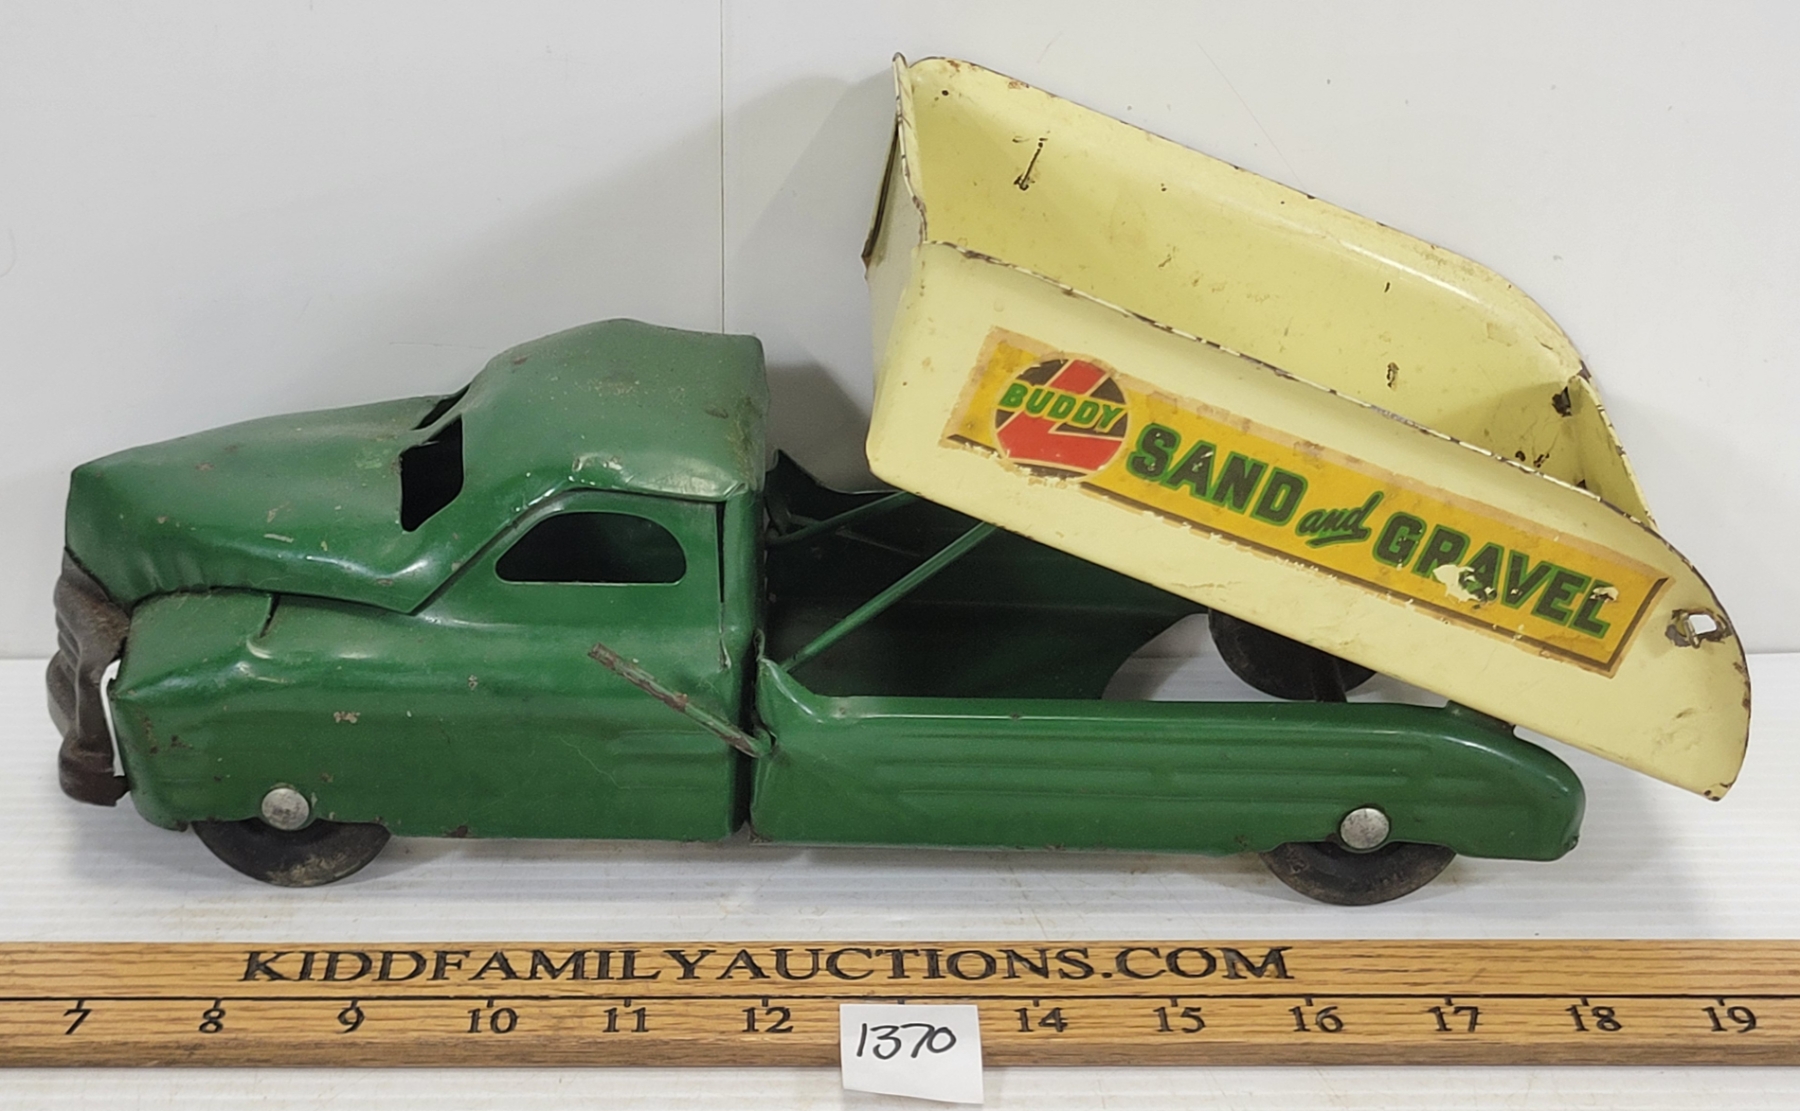 BUDDY
SAND and GRAVEL
KIDDFAMILYAUCTIONS.COM
7 8 9 10 11 12 14 15 16 17 18 19
1370